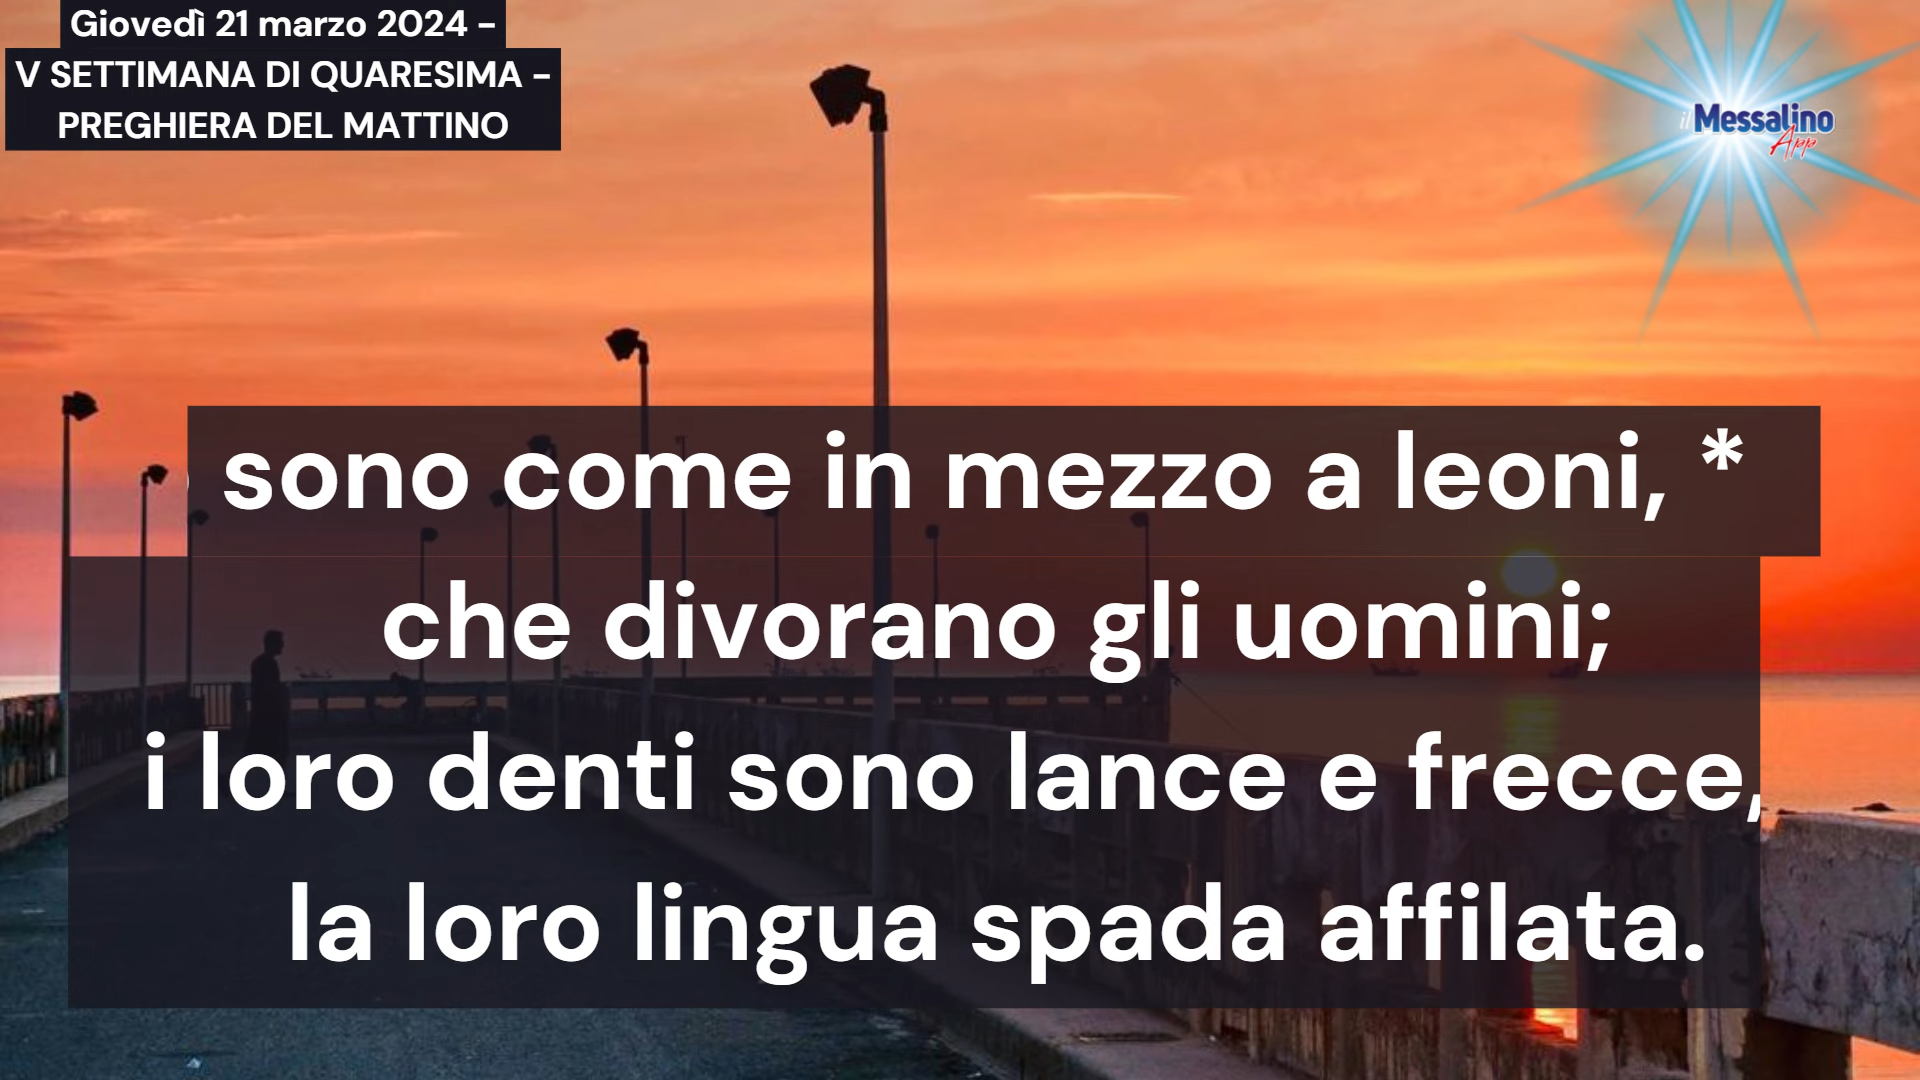 Giovedì 21 marzo 2024 –
V SETTIMANA DI QUARESIMA –
PREGHIERA DEL MATTINO
il Messalino
App
sono come in mezzo a leoni, *
che divorano gli uomini;
i loro denti sono lance e frecce,
la loro lingua spada affilata.